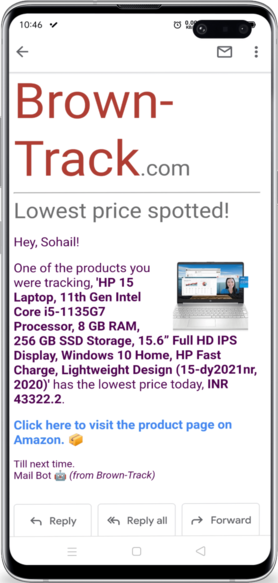 10:46
Brown-
Track.com
Lowest price spotted!
Hey, Sohail!
One of the products you
were tracking, 'HP 15
Laptop, 11th Gen Intel
Core i5-1135G7
Processor, 8 GB RAM,
256 GB SSD Storage, 15.6” Full HD IPS
Display, Windows 10 Home, HP Fast
Charge, Lightweight Design (15-dy2021nr,
2020)' has the lowest price today, INR
43322.2.
Click here to visit the product page on
Amazon. 📦
Till next time.
Mail Bot 🤖 (from Brown-Track)
Reply
Reply all
Forward